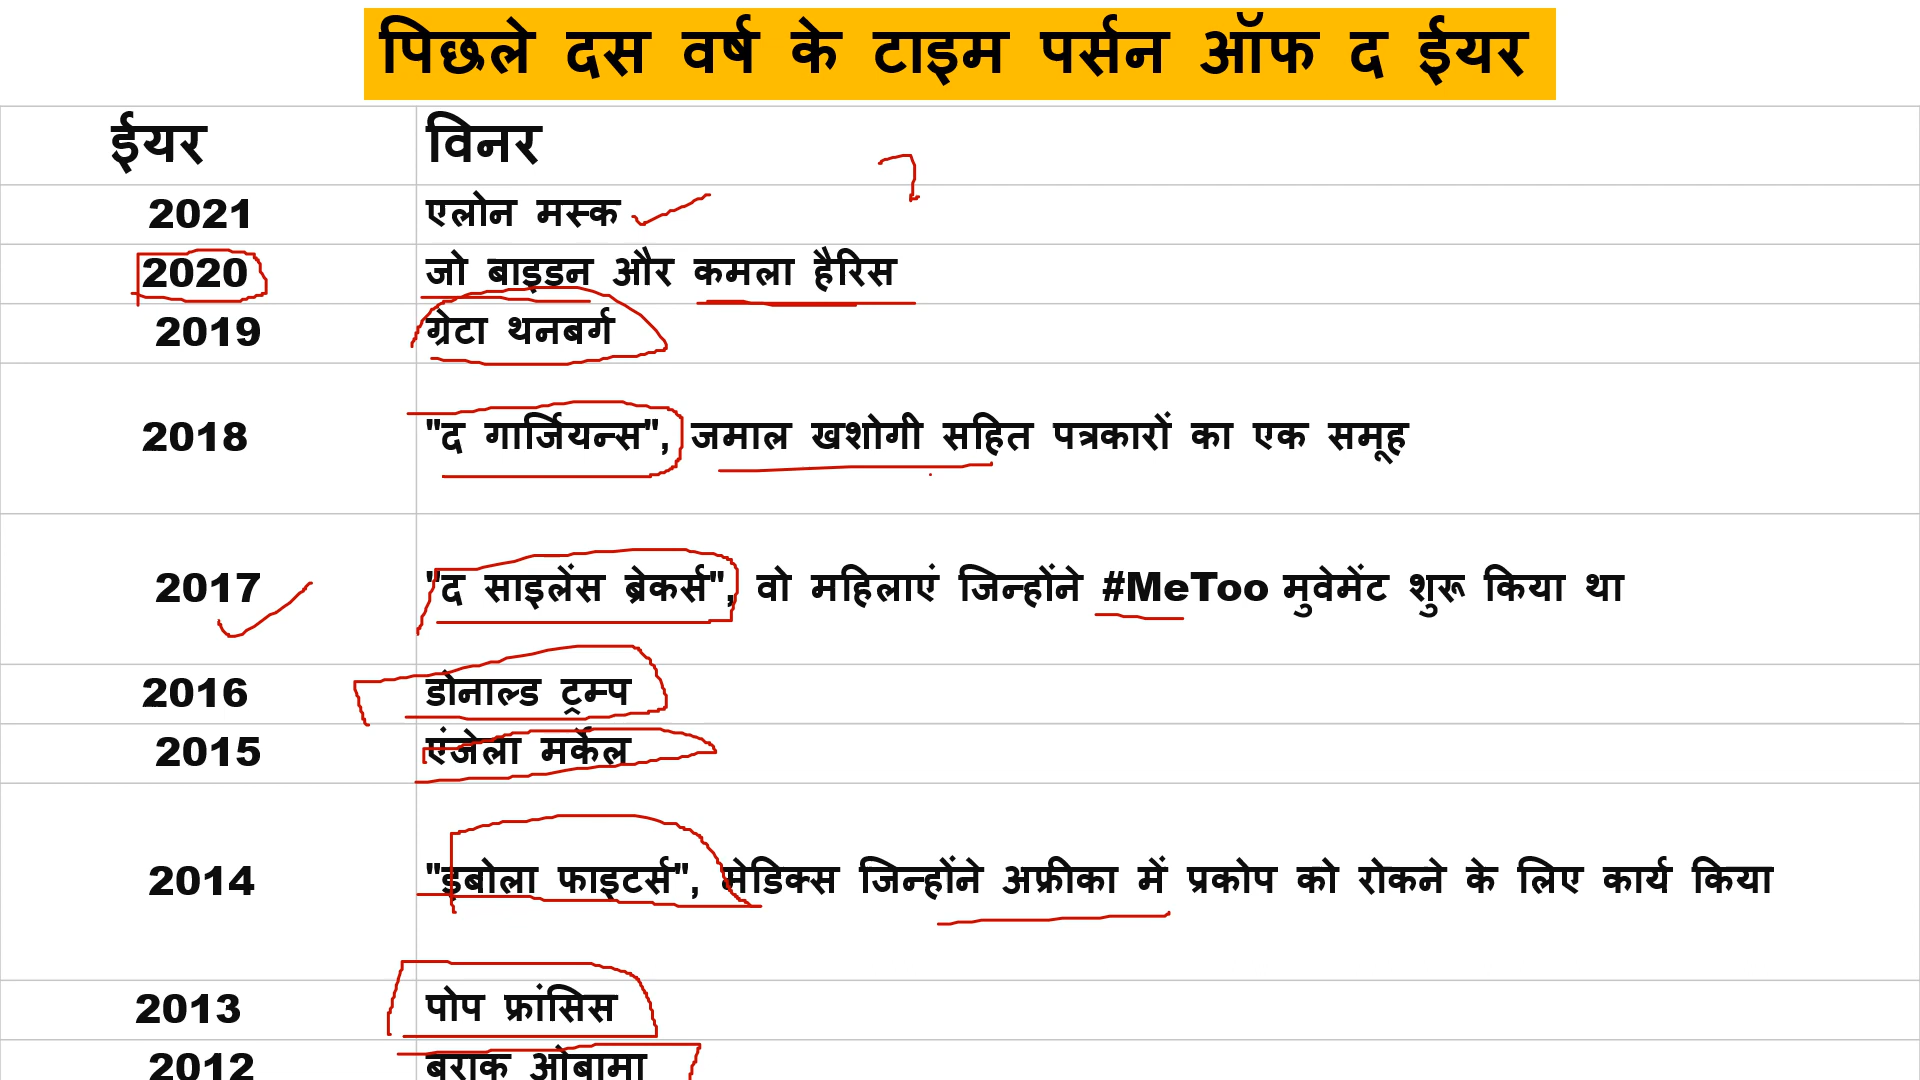 पिछले दस वर्ष के टाइम पर्सन ऑफ द ईयर
ईयर विनर
2021 एलोन मस्क
2020 जो बाइडन और कमला हैरिस
2019 ग्रेटा थनबर्ग
2018 "द गार्जियन्स", जमाल खशोगी सहित पत्रकारों का एक समूह
2017 "द साइलेंस ब्रेकर्स", वो महिलाएं जिन्होंने #MeToo मुवेमेंट शुरू किया था
2016 डोनाल्ड ट्रम्प
2015 एंजेला मर्केल
2014 "इबोला फाइटर्स", मेडिक्स जिन्होंने अफ्रीका में प्रकोप को रोकने के लिए कार्य किया
2013 पोप फ्रांसिस
2012 बराक ओबामा